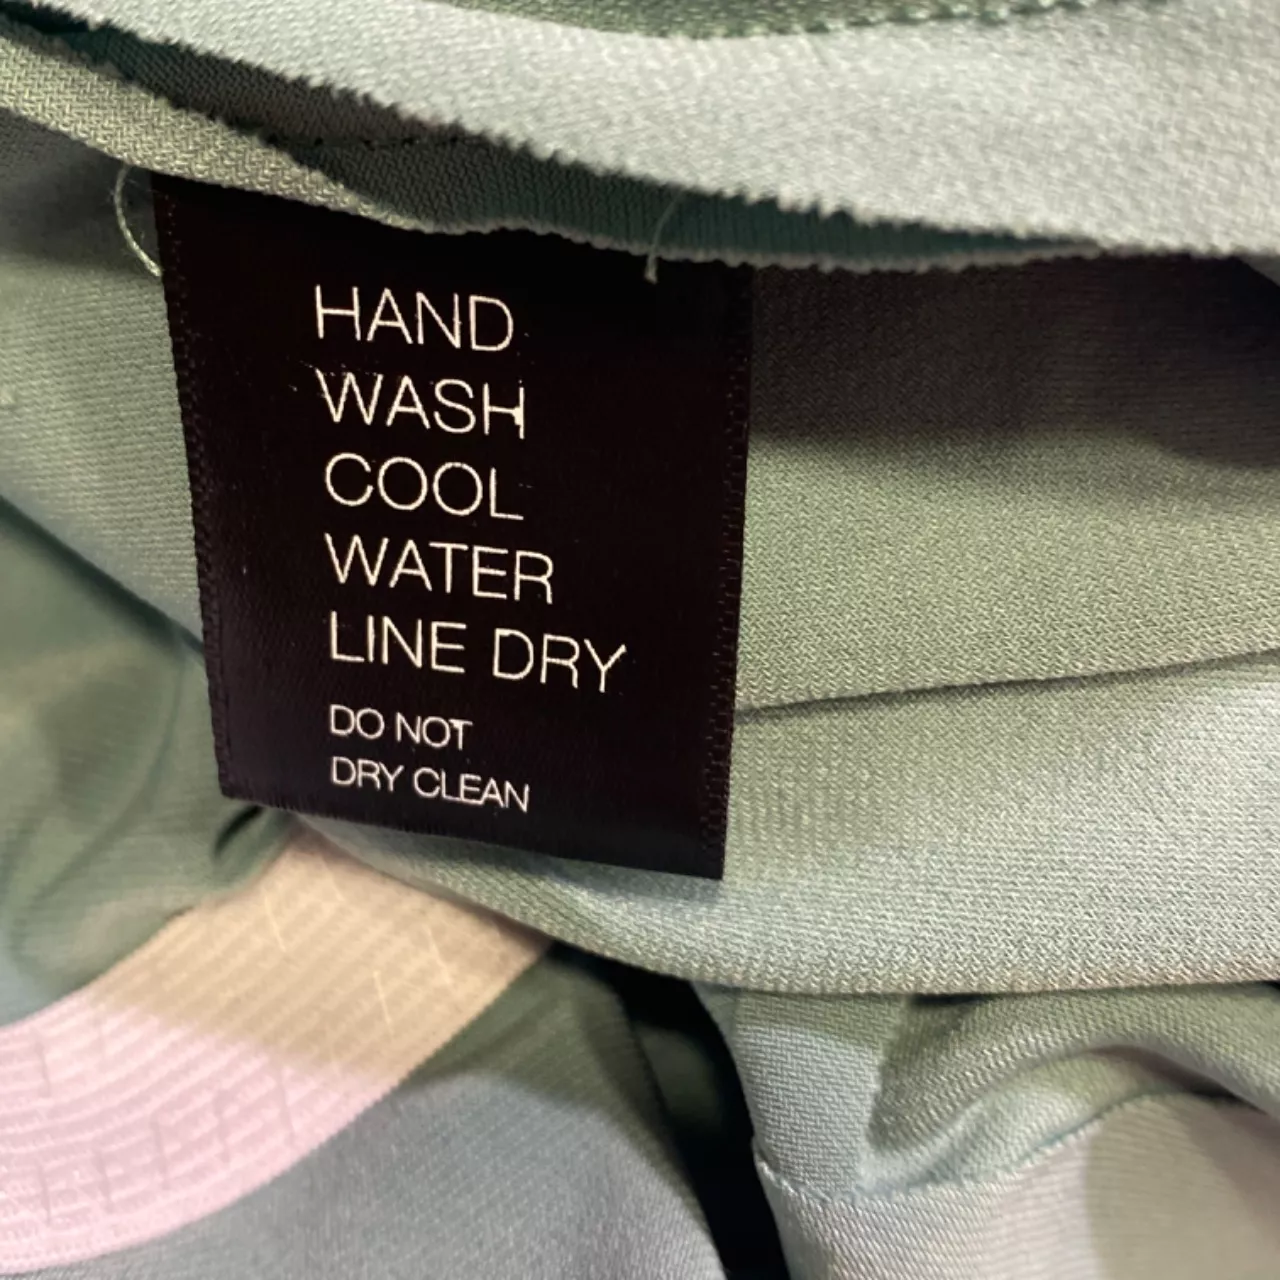 HAND
WASH
COOL
WATER
LINE DRY
DO NOT
DRY CLEAN